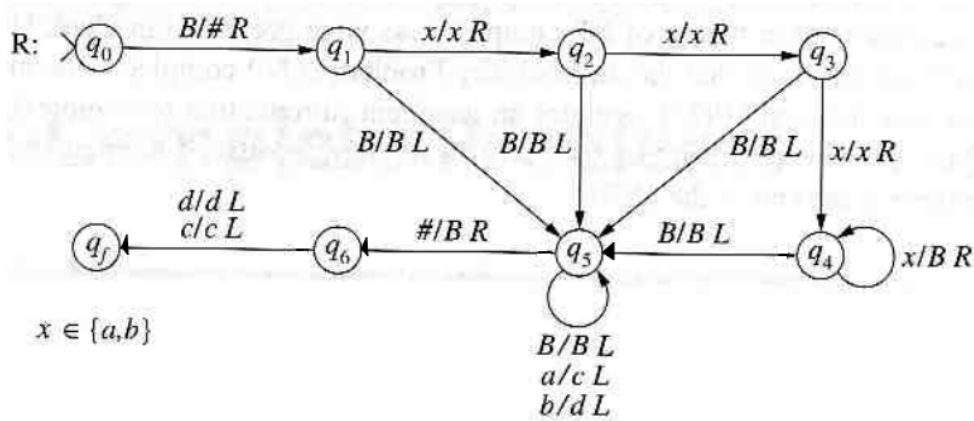 R: q0 B/# R q1 x/x R q2 x/x R q3
B/B L B/B L B/B L x/x R
d/d L
c/c L
qf q6 #/B R q5 B/B L q4 x/B R
x ∈ {a,b}
B/B L
a/c L
b/d L